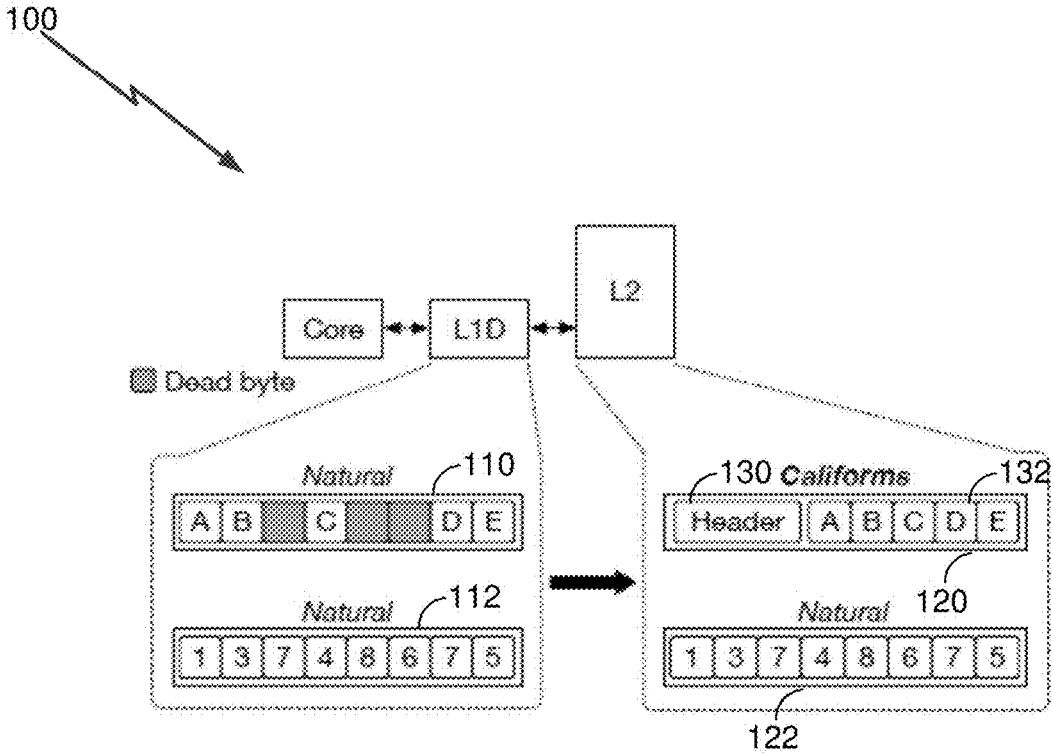 100
L2
Core
L1D
Dead byte
Natural
110
130
Califorms
132
A B C D E
Header A B C D E
120
Natural
112
Natural
1 3 7 4 8 6 7 5
1 3 7 4 8 6 7 5
122